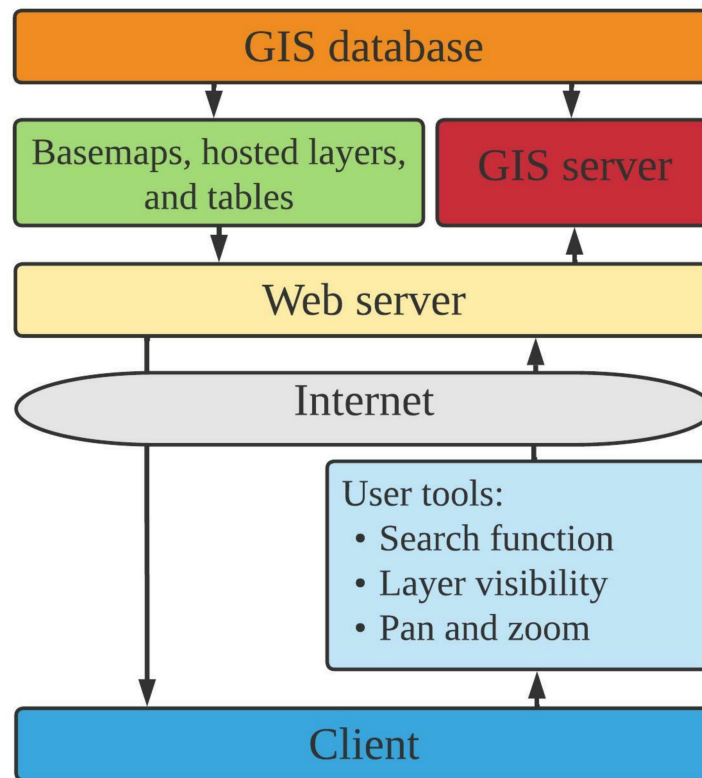 GIS database
Basemaps, hosted layers,
and tables
GIS server
Web server
Internet
User tools:
• Search function
• Layer visibility
• Pan and zoom
Client